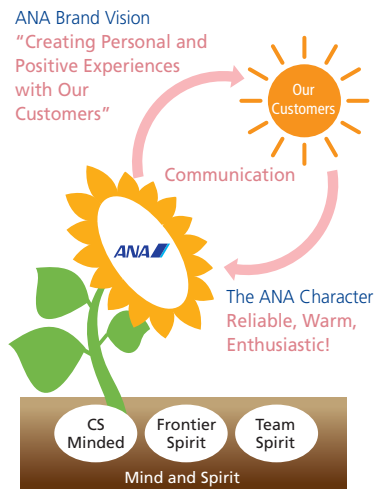 ANA Brand Vision
“Creating Personal and
Positive Experiences
with Our
Customers”
Our
Customers
Communication
ANA
The ANA Character
Reliable, Warm,
Enthusiastic!
CS
Minded
Frontier
Spirit
Team
Spirit
Mind and Spirit